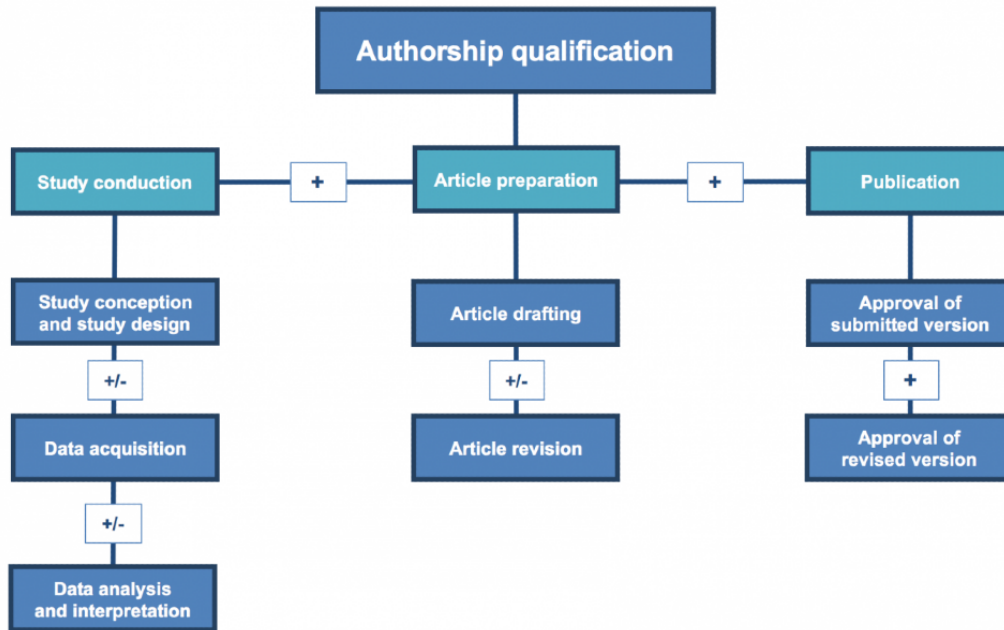 Authorship qualification
Study conduction
+
Article preparation
+
Publication
Study conception
and study design
Article drafting
Approval of
submitted version
+/-
+/-
+
Data acquisition
Article revision
Approval of
revised version
+/-
Data analysis
and interpretation